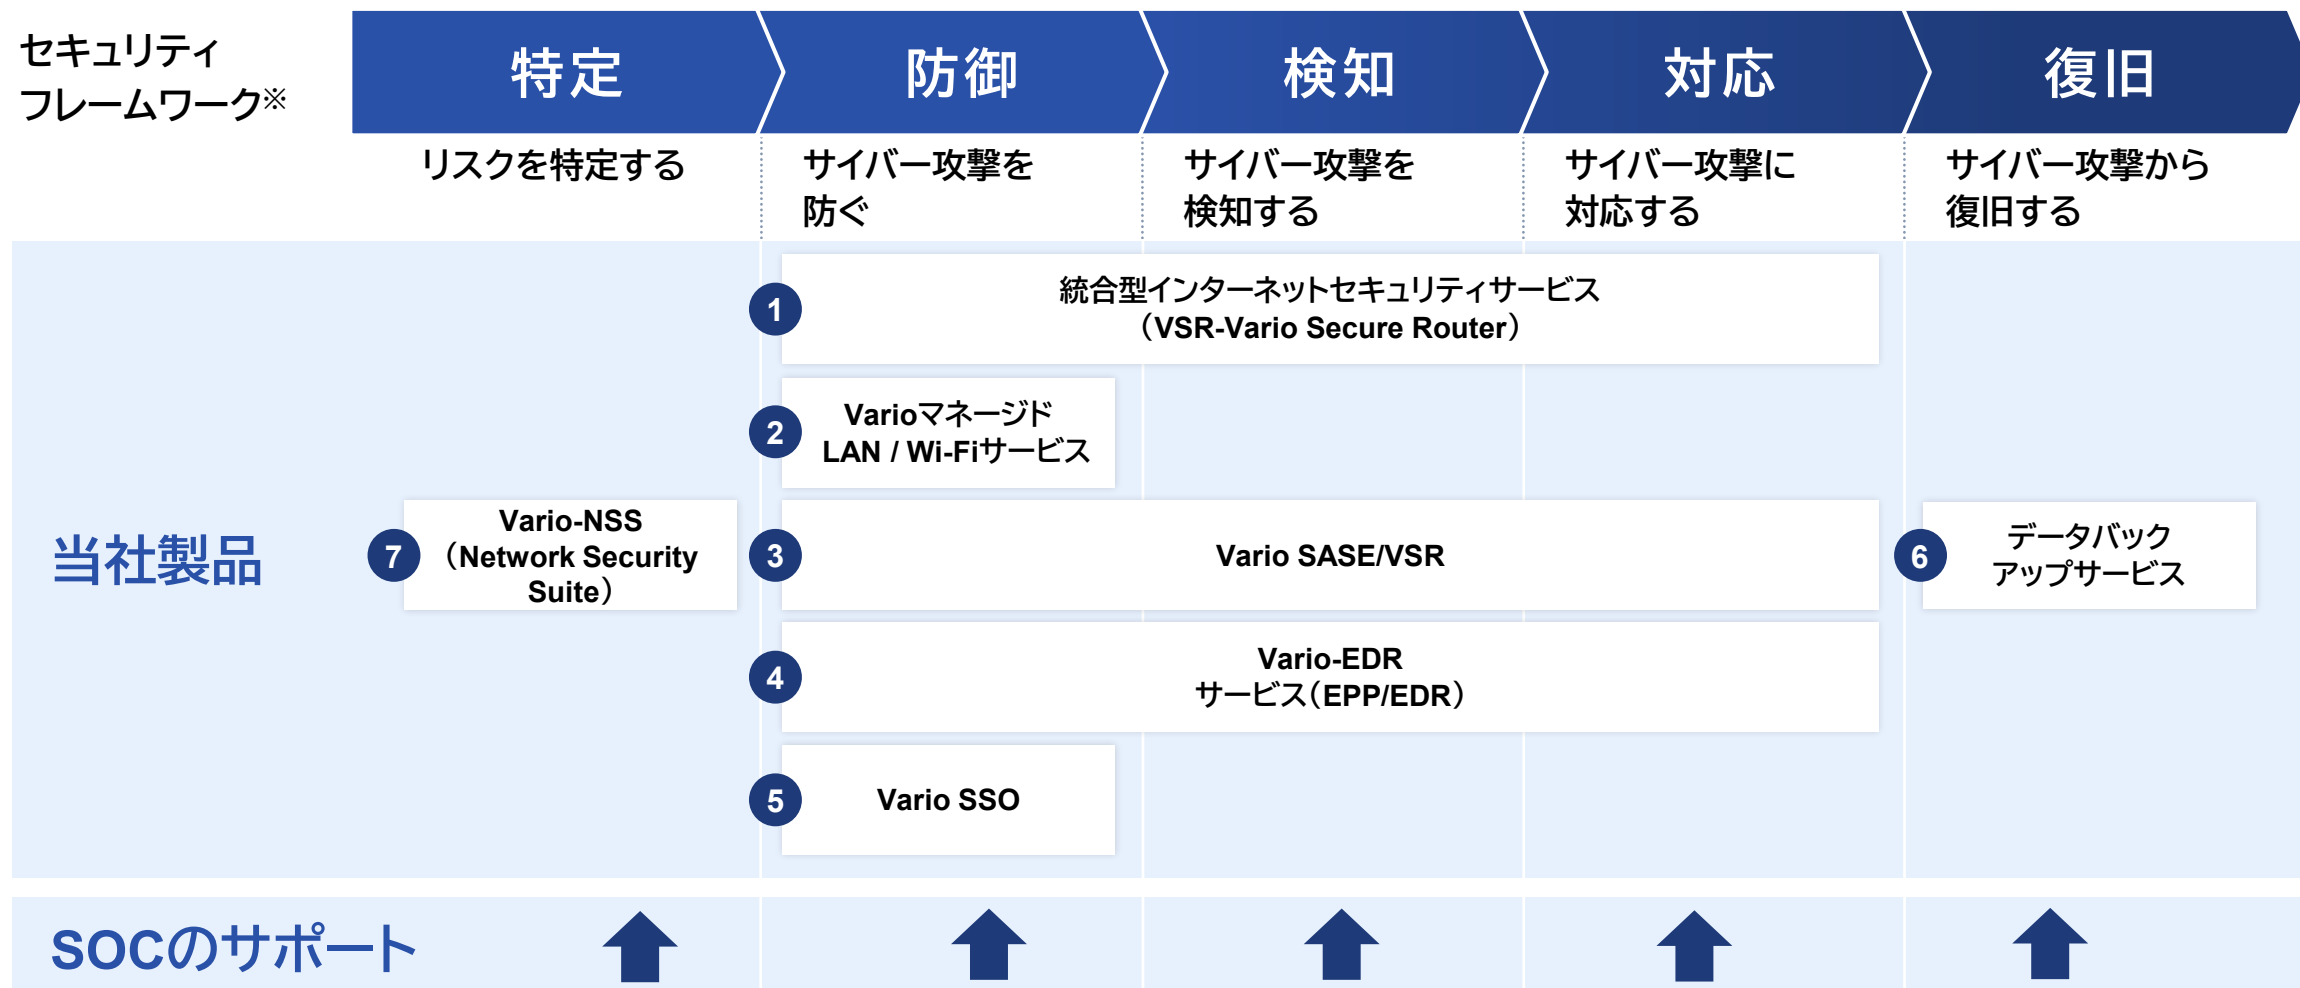 セキュリティ
フレームワーク※
特定
防御
検知
対応
復旧
リスクを特定する
サイバー攻撃を
防ぐ
サイバー攻撃を
検知する
サイバー攻撃に
対応する
サイバー攻撃から
復旧する
当社製品
1
統合型インターネットセキュリティサービス
（VSR-Vario Secure Router）
2
Varioマネージド
LAN / Wi-Fiサービス
7
Vario-NSS
（Network Security
Suite）
3
Vario SASE/VSR
6
データバック
アップサービス
4
Vario-EDR
サービス（EPP/EDR）
5
Vario SSO
SOCのサポート